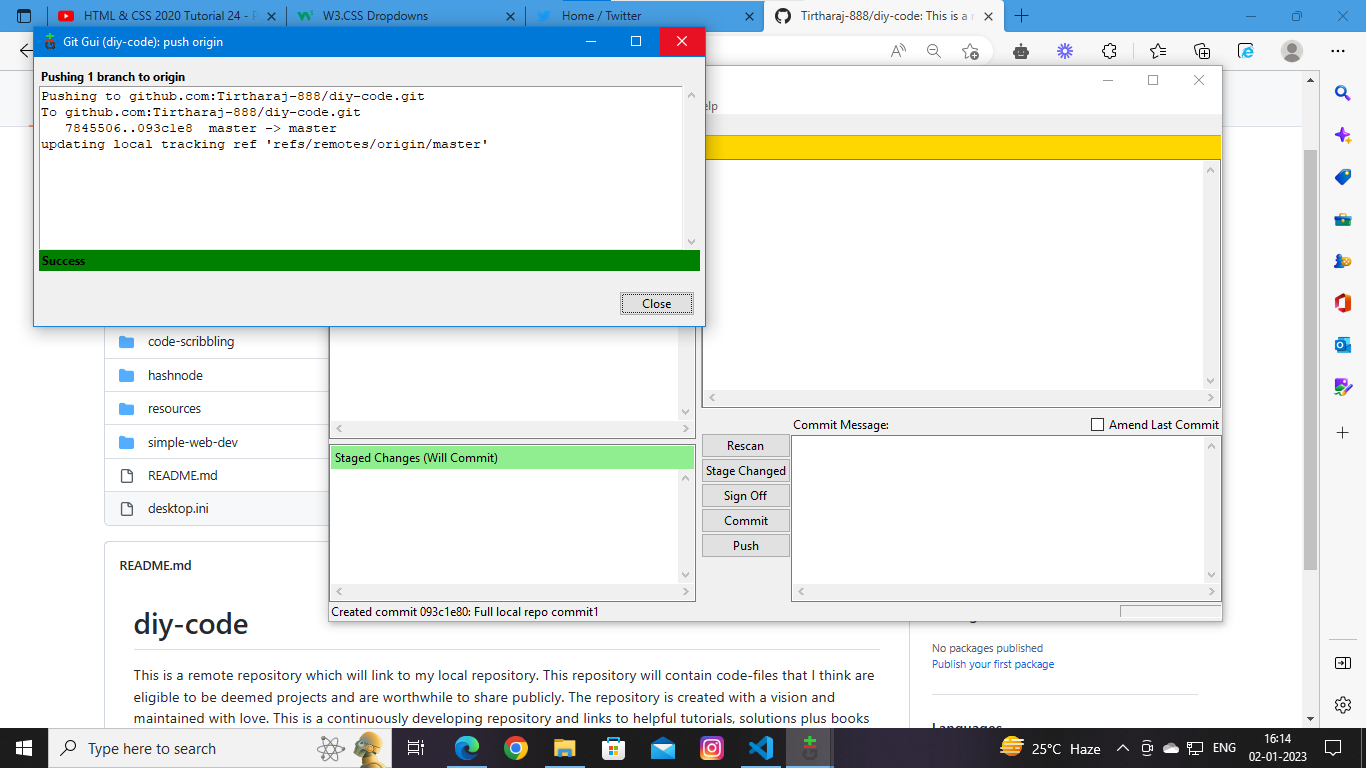 HTML & CSS 2020 Tutorial 24 -
W3.CSS Dropdowns
Home / Twitter
Tirtharaj-888/diy-code: This is a
Git Gui (diy-code): push origin
Pushing 1 branch to origin
Pushing to github.com:Tirtharaj-888/diy-code.git
To github.com:Tirtharaj-888/diy-code.git
7845506..093c1e8 master -> master
updating local tracking ref 'refs/remotes/origin/master'
Success
Close
elp
code-scribbling
hashnode
resources
simple-web-dev
README.md
desktop.ini
Staged Changes (Will Commit)
Rescan
Stage Changed
Sign Off
Commit
Push
Commit Message:
Amend Last Commit
Created commit 093c1e80: Full local repo commit1
README.md
diy-code
This is a remote repository which will link to my local repository. This repository will contain code-files that I think are
eligible to be deemed projects and are worthwhile to share publicly. The repository is created with a vision and
maintained with love. This is a continuously developing repository and links to helpful tutorials, solutions plus books
No packages published
Publish your first package
Languages
Type here to search
25°C Haze
ENG
16:14
02-01-2023